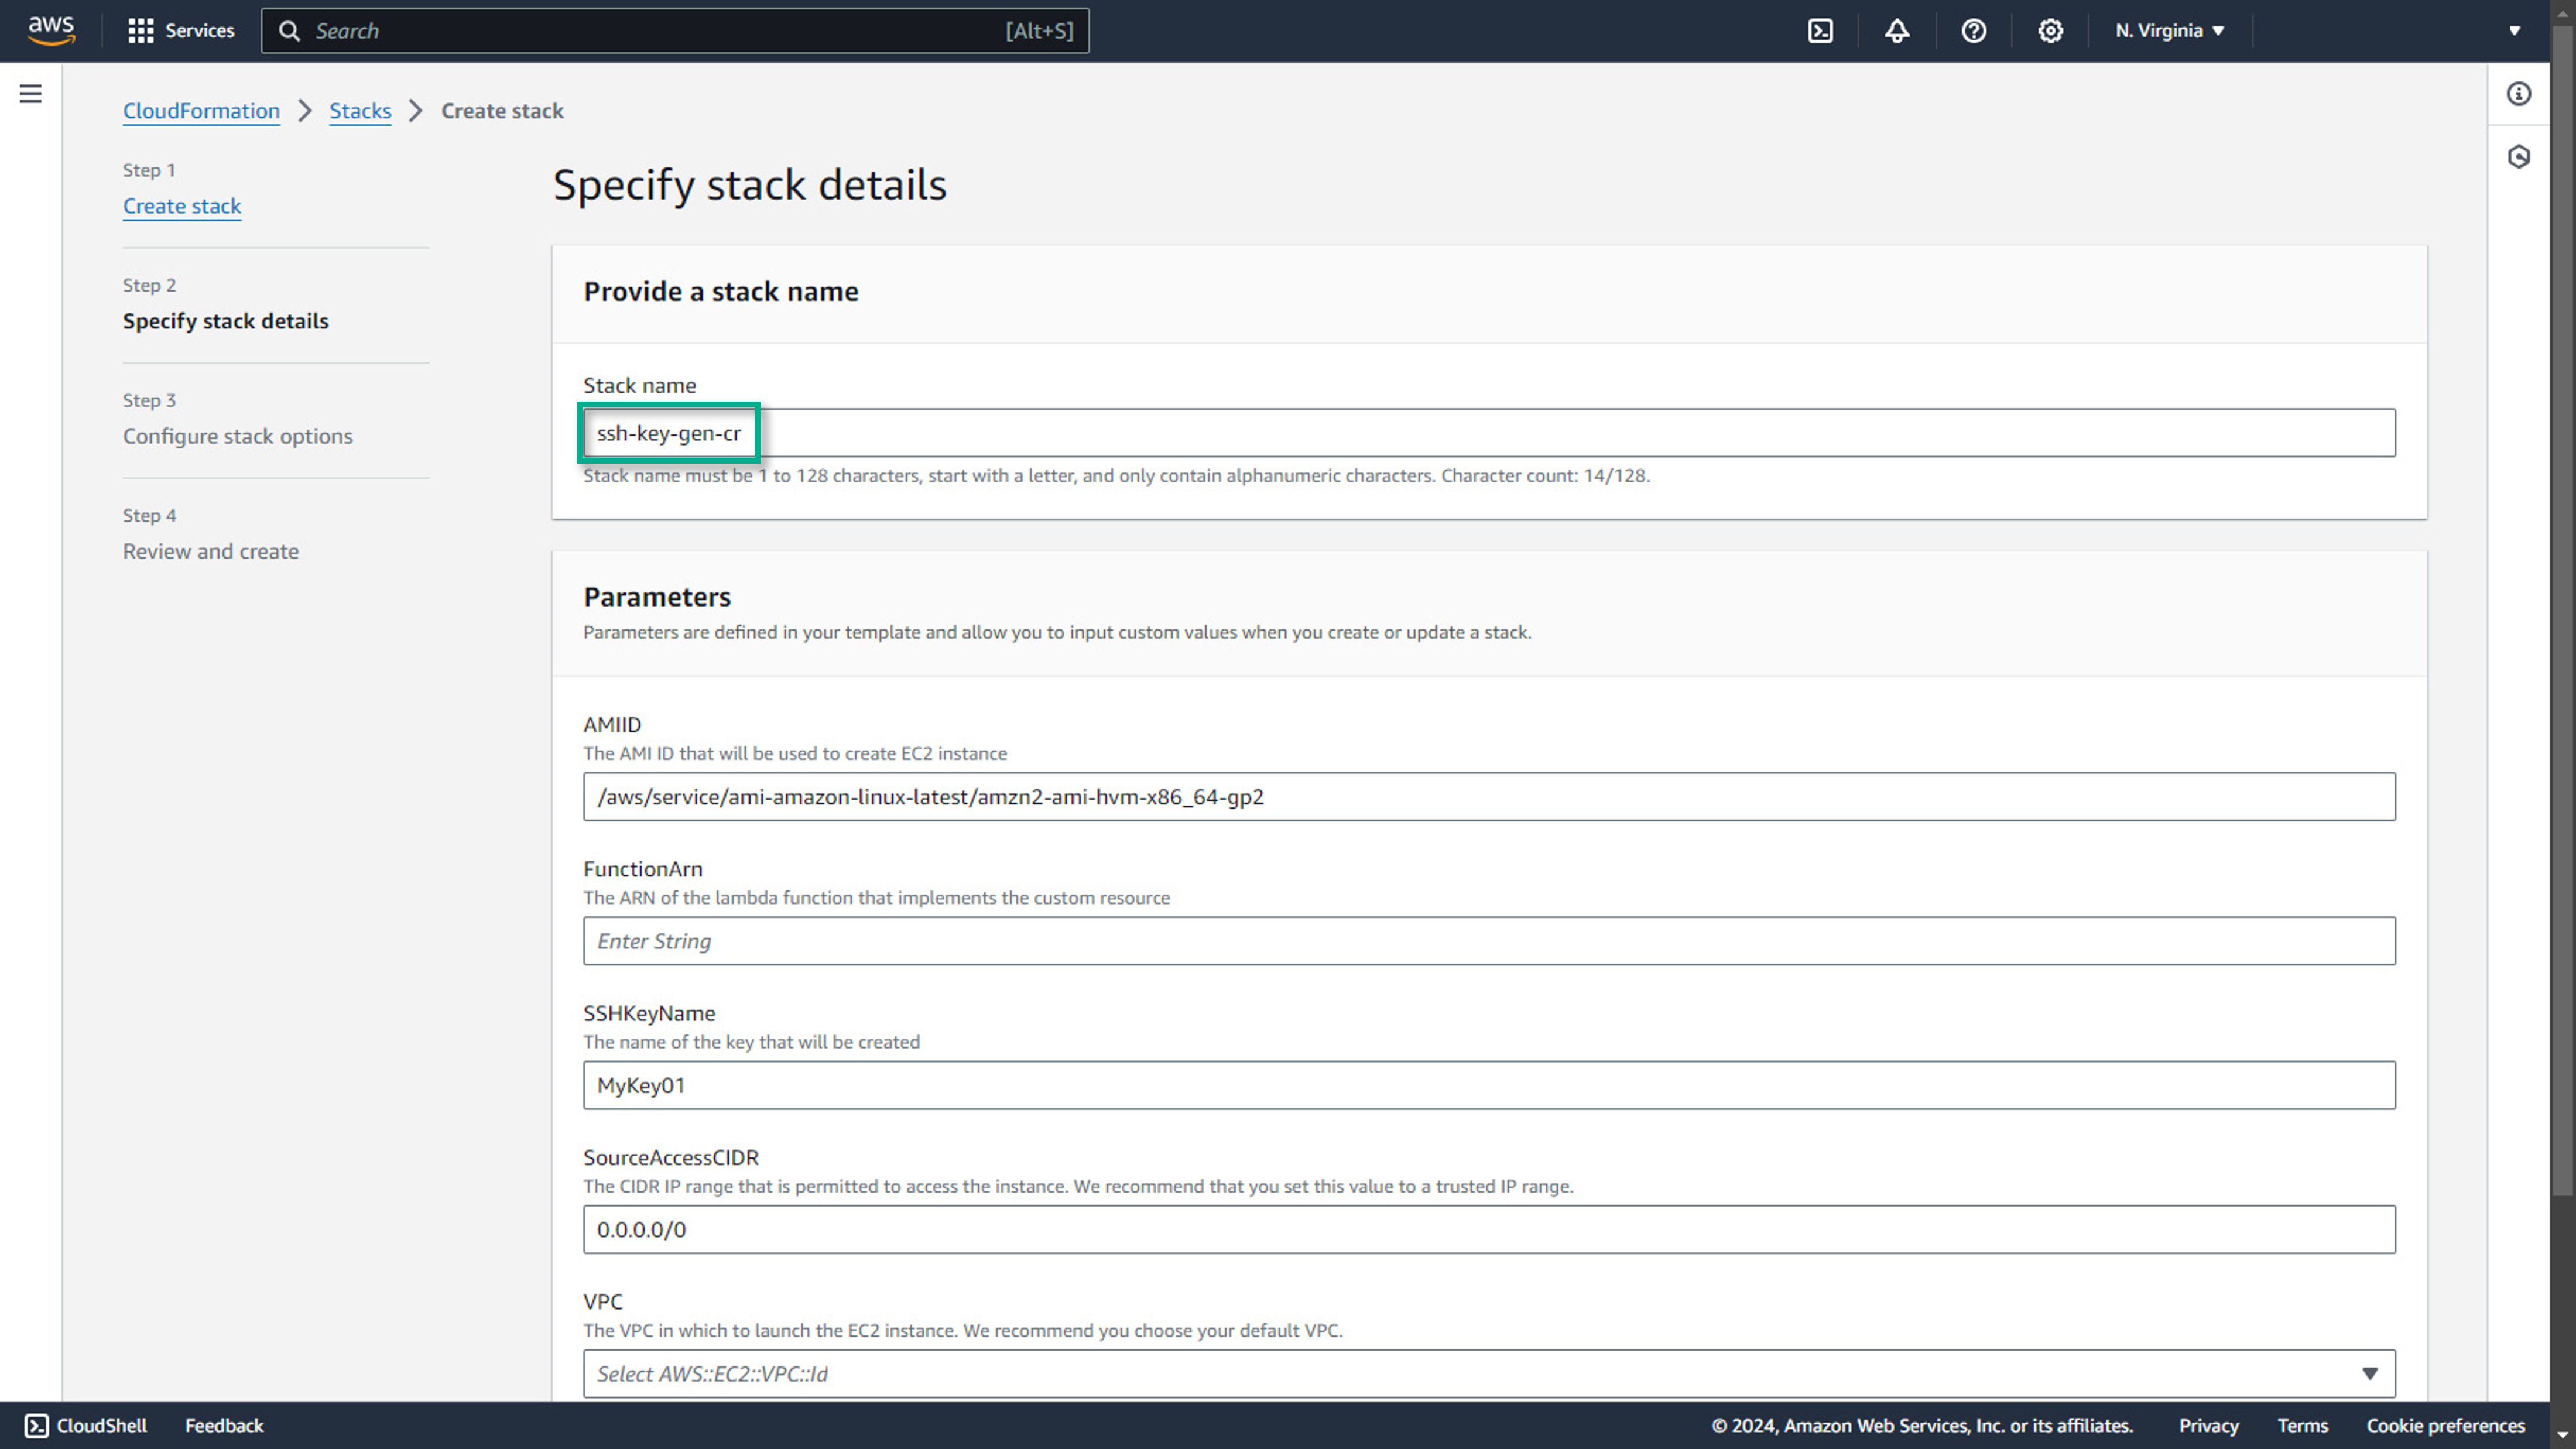 aws
Services
Search
[Alt+S]
N. Virginia
CloudFormation
Stacks
Create stack
Step 1
Create stack
Step 2
Specify stack details
Step 3
Configure stack options
Step 4
Review and create
Specify stack details
Provide a stack name
Stack name
ssh-key-gen-cr
Stack name must be 1 to 128 characters, start with a letter, and only contain alphanumeric characters. Character count: 14/128.
Parameters
Parameters are defined in your template and allow you to input custom values when you create or update a stack.
AMIID
The AMI ID that will be used to create EC2 instance
/aws/service/ami-amazon-linux-latest/amzn2-ami-hvm-x86_64-gp2
FunctionArn
The ARN of the lambda function that implements the custom resource
Enter String
SSHKeyName
The name of the key that will be created
MyKey01
SourceAccessCIDR
The CIDR IP range that is permitted to access the instance. We recommend that you set this value to a trusted IP range.
0.0.0.0/0
VPC
The VPC in which to launch the EC2 instance. We recommend you choose your default VPC.
Select AWS::EC2::VPC::Id
CloudShell
Feedback
© 2024, Amazon Web Services, Inc. or its affiliates.
Privacy
Terms
Cookie preferences